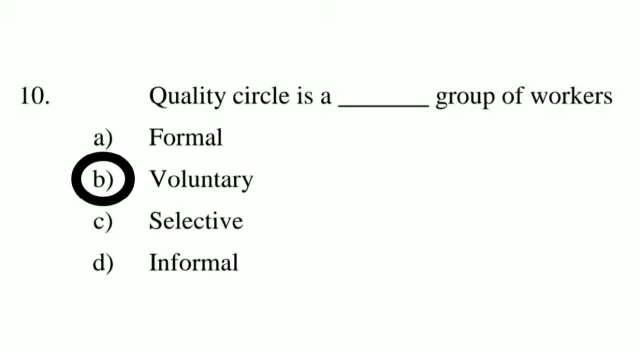 10. Quality circle is a _______ group of workers
a) Formal
b) Voluntary
c) Selective
d) Informal